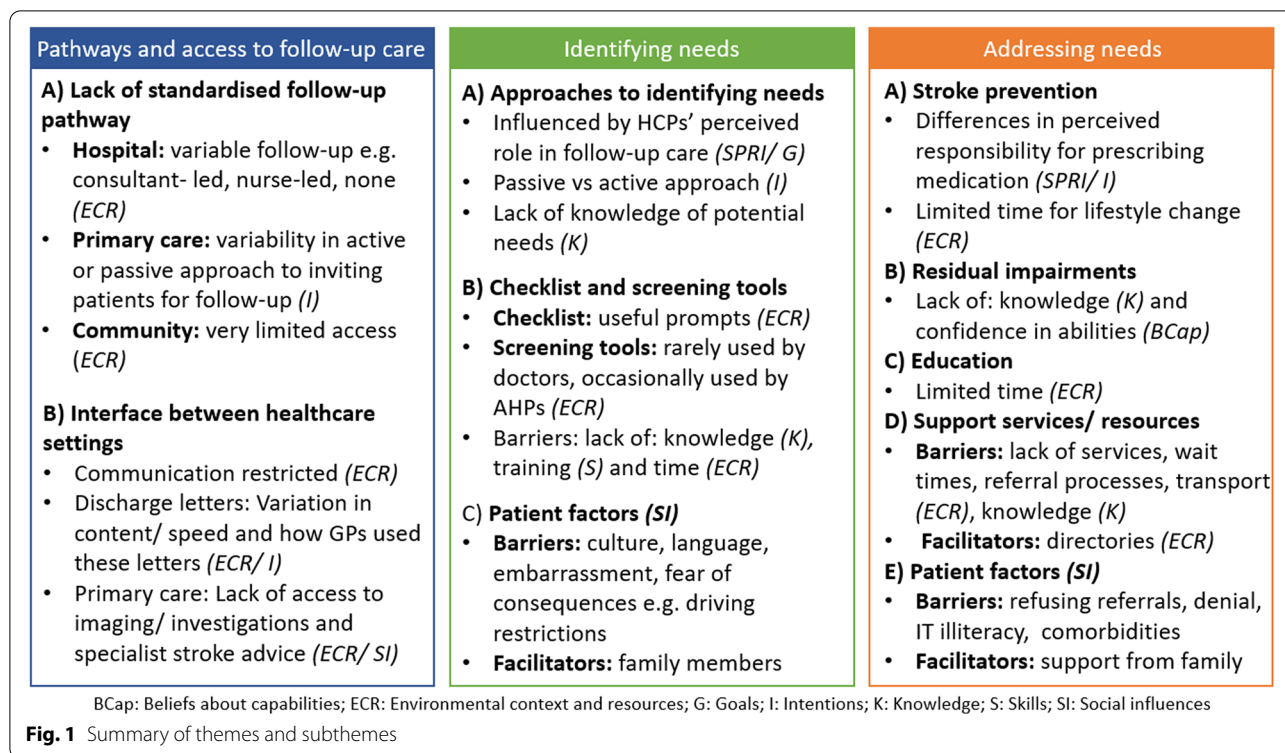 Pathways and access to follow-up care
A) Lack of standardised follow-up
pathway
• Hospital: variable follow-up e.g.
consultant- led, nurse-led, none
(ECR)
• Primary care: variability in active
or passive approach to inviting
patients for follow-up (I)
• Community: very limited access
(ECR)
B) Interface between healthcare
settings
• Communication restricted (ECR)
• Discharge letters: Variation in
content/ speed and how GPs used
these letters (ECR/ I)
• Primary care: Lack of access to
imaging/ investigations and
specialist stroke advice (ECR/ SI)
Identifying needs
A) Approaches to identifying needs
• Influenced by HCPs’ perceived
role in follow-up care (SPRI/ G)
• Passive vs active approach (I)
• Lack of knowledge of potential
needs (K)
B) Checklist and screening tools
• Checklist: useful prompts (ECR)
• Screening tools: rarely used by
doctors, occasionally used by
AHPs (ECR)
• Barriers: lack of: knowledge (K),
training (S) and time (ECR)
C) Patient factors (SI)
• Barriers: culture, language,
embarrassment, fear of
consequences e.g. driving
restrictions
• Facilitators: family members
Addressing needs
A) Stroke prevention
• Differences in perceived
responsibility for prescribing
medication (SPRI/ I)
• Limited time for lifestyle change
(ECR)
B) Residual impairments
• Lack of: knowledge (K) and
confidence in abilities (BCap)
C) Education
• Limited time (ECR)
D) Support services/ resources
• Barriers: lack of services, wait
times, referral processes, transport
(ECR), knowledge (K)
• Facilitators: directories (ECR)
E) Patient factors (SI)
• Barriers: refusing referrals, denial,
IT illiteracy, comorbidities
• Facilitators: support from family
BCap: Beliefs about capabilities; ECR: Environmental context and resources; G: Goals; I: Intentions; K: Knowledge; S: Skills; SI: Social influences
Fig. 1 Summary of themes and subthemes